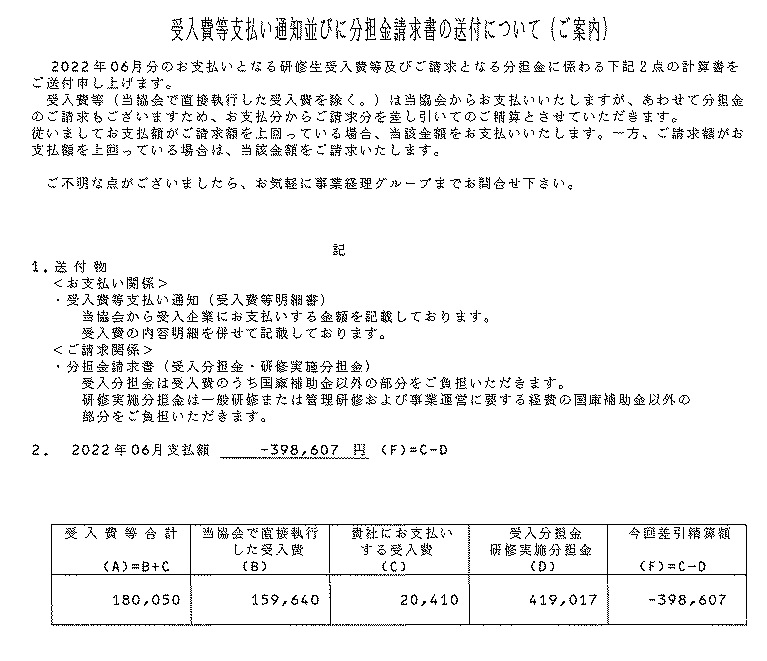 受入費等支払い通知並びに分担金請求書の送付について（ご案内）
2022年06月分のお支払いとなる研修生受入費等及びご請求となる分担金に係わる下記2点の計算書を
ご送付申し上げます。
受入費等（当協会で直接執行した受入費を除く。）は当協会からお支払いいたしますが、あわせて分担金
のご請求もございますため、お支払分からご請求分を差し引いてのご精算とさせていただきます。
従いましてお支払額がご請求額を上回っている場合、当該金額をお支払いいたします。一方、ご請求額がお
支払額を上回っている場合は、当該金額をご請求いたします。
ご不明な点がございましたら、お気軽に事業経理グループまでお問合せ下さい。
記
1．送付物
＜お支払い関係＞
・受入費等支払い通知（受入費等明細書）
当協会から受入企業にお支払いする金額を記載しております。
受入費の内容明細を併せて記載しております。
＜ご請求関係＞
・分担金請求書（受入分担金・研修実施分担金）
受入分担金は受入費のうち国庫補助金以外の部分をご負担いただきます。
研修実施分担金は一般研修または管理研修および事業運営に要する経費の国庫補助金以外の
部分をご負担いただきます。
2． 2022年06月支払額 -398,607 円 (F)=C-D
受入費等合計 当協会で直接執行 貴社にお支払い 受入分担金 今回差引精算額
した受入費 する受入費 研修実施分担金
(A)=B+C (B) (C) (D) (F)=C-D
180,050 159,640 20,410 419,017 -398,607